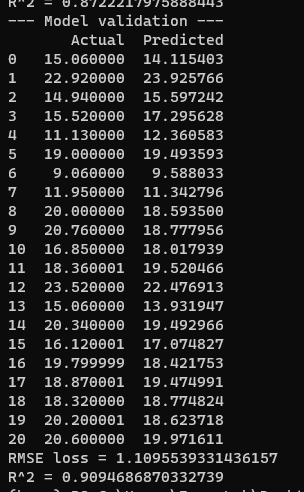 R^2 = 0.8722217975888443
--- Model validation ---
Actual Predicted
0 15.060000 14.115403
1 22.920000 23.925766
2 14.940000 15.597242
3 15.520000 17.295628
4 11.130000 12.360583
5 19.000000 19.493593
6 9.060000 9.588033
7 11.950000 11.342796
8 20.000000 18.593500
9 20.760000 18.777956
10 16.850000 18.017939
11 18.360001 19.520466
12 23.520000 22.476913
13 15.060000 13.931947
14 20.340000 19.492966
15 16.120001 17.074827
16 19.799999 18.421753
17 18.870001 19.474991
18 18.320000 18.774824
19 20.200001 18.623718
20 20.600000 19.971611
RMSE loss = 1.1095539331436157
R^2 = 0.9094686870332739